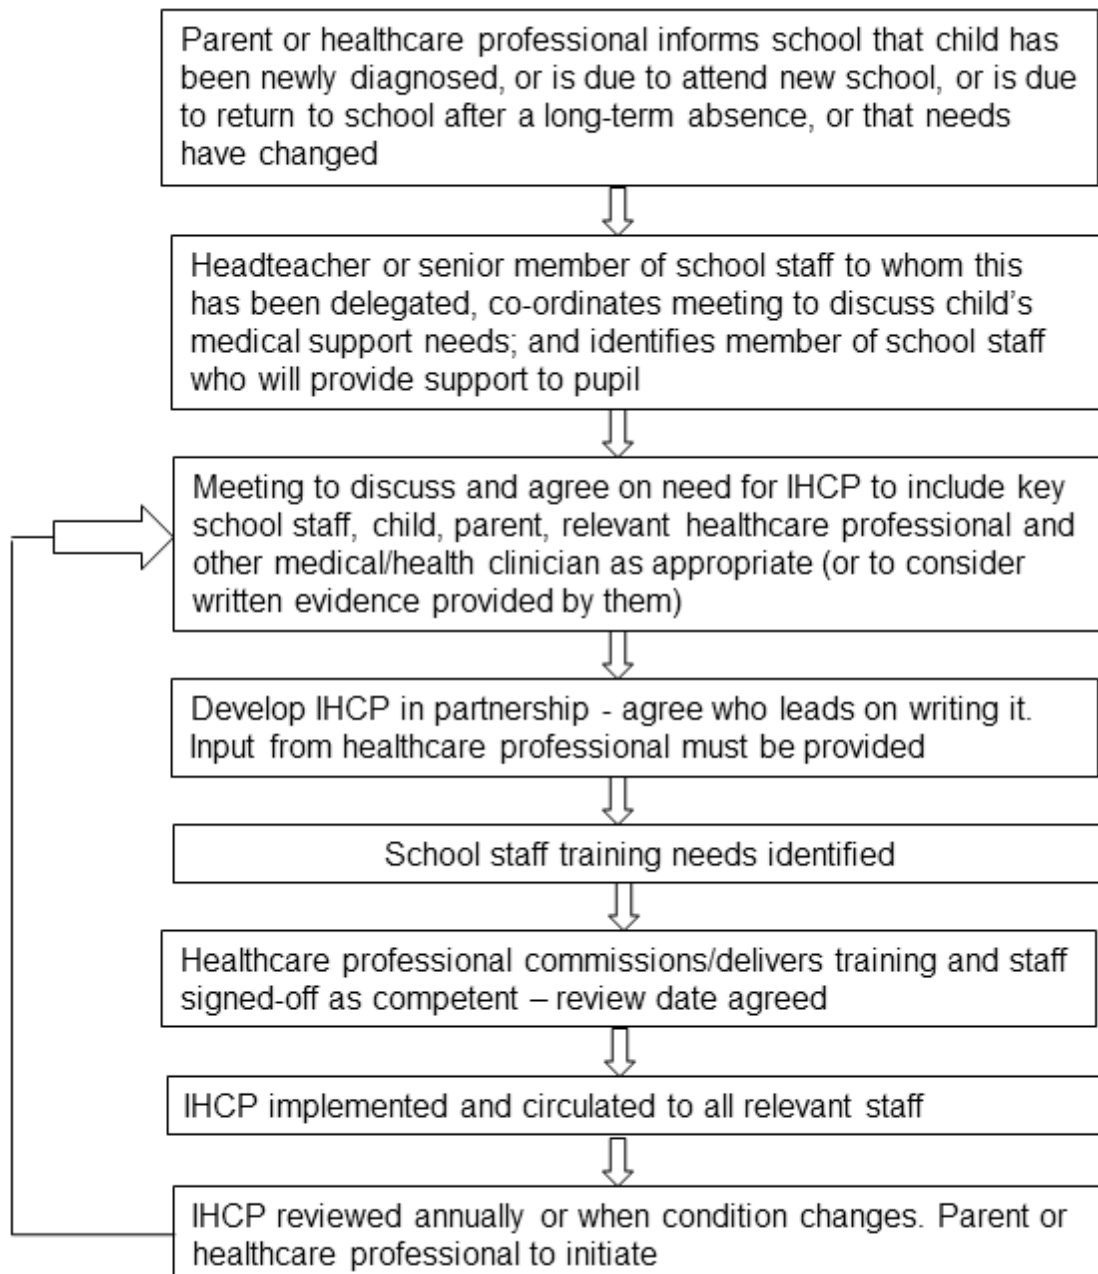 Parent or healthcare professional informs school that child has
been newly diagnosed, or is due to attend new school, or is due
to return to school after a long-term absence, or that needs
have changed
Headteacher or senior member of school staff to whom this
has been delegated, co-ordinates meeting to discuss child's
medical support needs; and identifies member of school staff
who will provide support to pupil
Meeting to discuss and agree on need for IHCP to include key
school staff, child, parent, relevant healthcare professional and
other medical/health clinician as appropriate (or to consider
written evidence provided by them)
Develop IHCP in partnership - agree who leads on writing it.
Input from healthcare professional must be provided
School staff training needs identified
Healthcare professional commissions/delivers training and staff
signed-off as competent – review date agreed
IHCP implemented and circulated to all relevant staff
IHCP reviewed annually or when condition changes. Parent or
healthcare professional to initiate